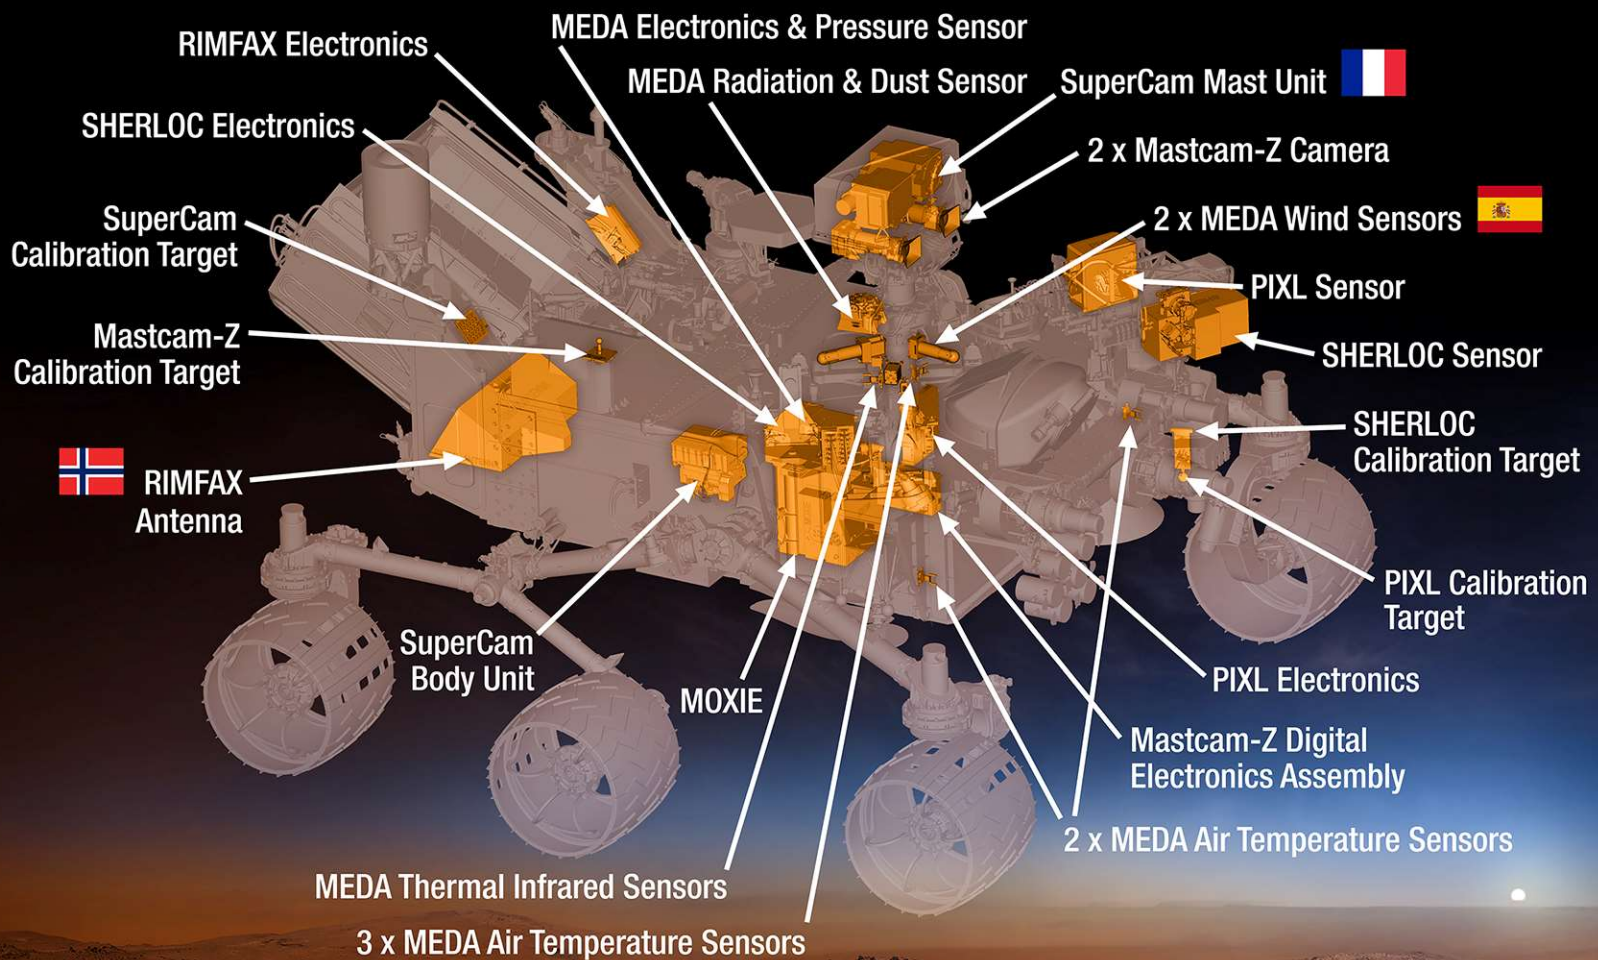 MEDA Electronics & Pressure Sensor
RIMFAX Electronics
MEDA Radiation & Dust Sensor
SuperCam Mast Unit
SHERLOC Electronics
2 x Mastcam-Z Camera
SuperCam
Calibration Target
2 x MEDA Wind Sensors
PIXL Sensor
Mastcam-Z
Calibration Target
SHERLOC Sensor
SHERLOC
Calibration Target
RIMFAX
Antenna
PIXL Calibration
Target
SuperCam
Body Unit
MOXIE
PIXL Electronics
Mastcam-Z Digital
Electronics Assembly
2 x MEDA Air Temperature Sensors
MEDA Thermal Infrared Sensors
3 x MEDA Air Temperature Sensors